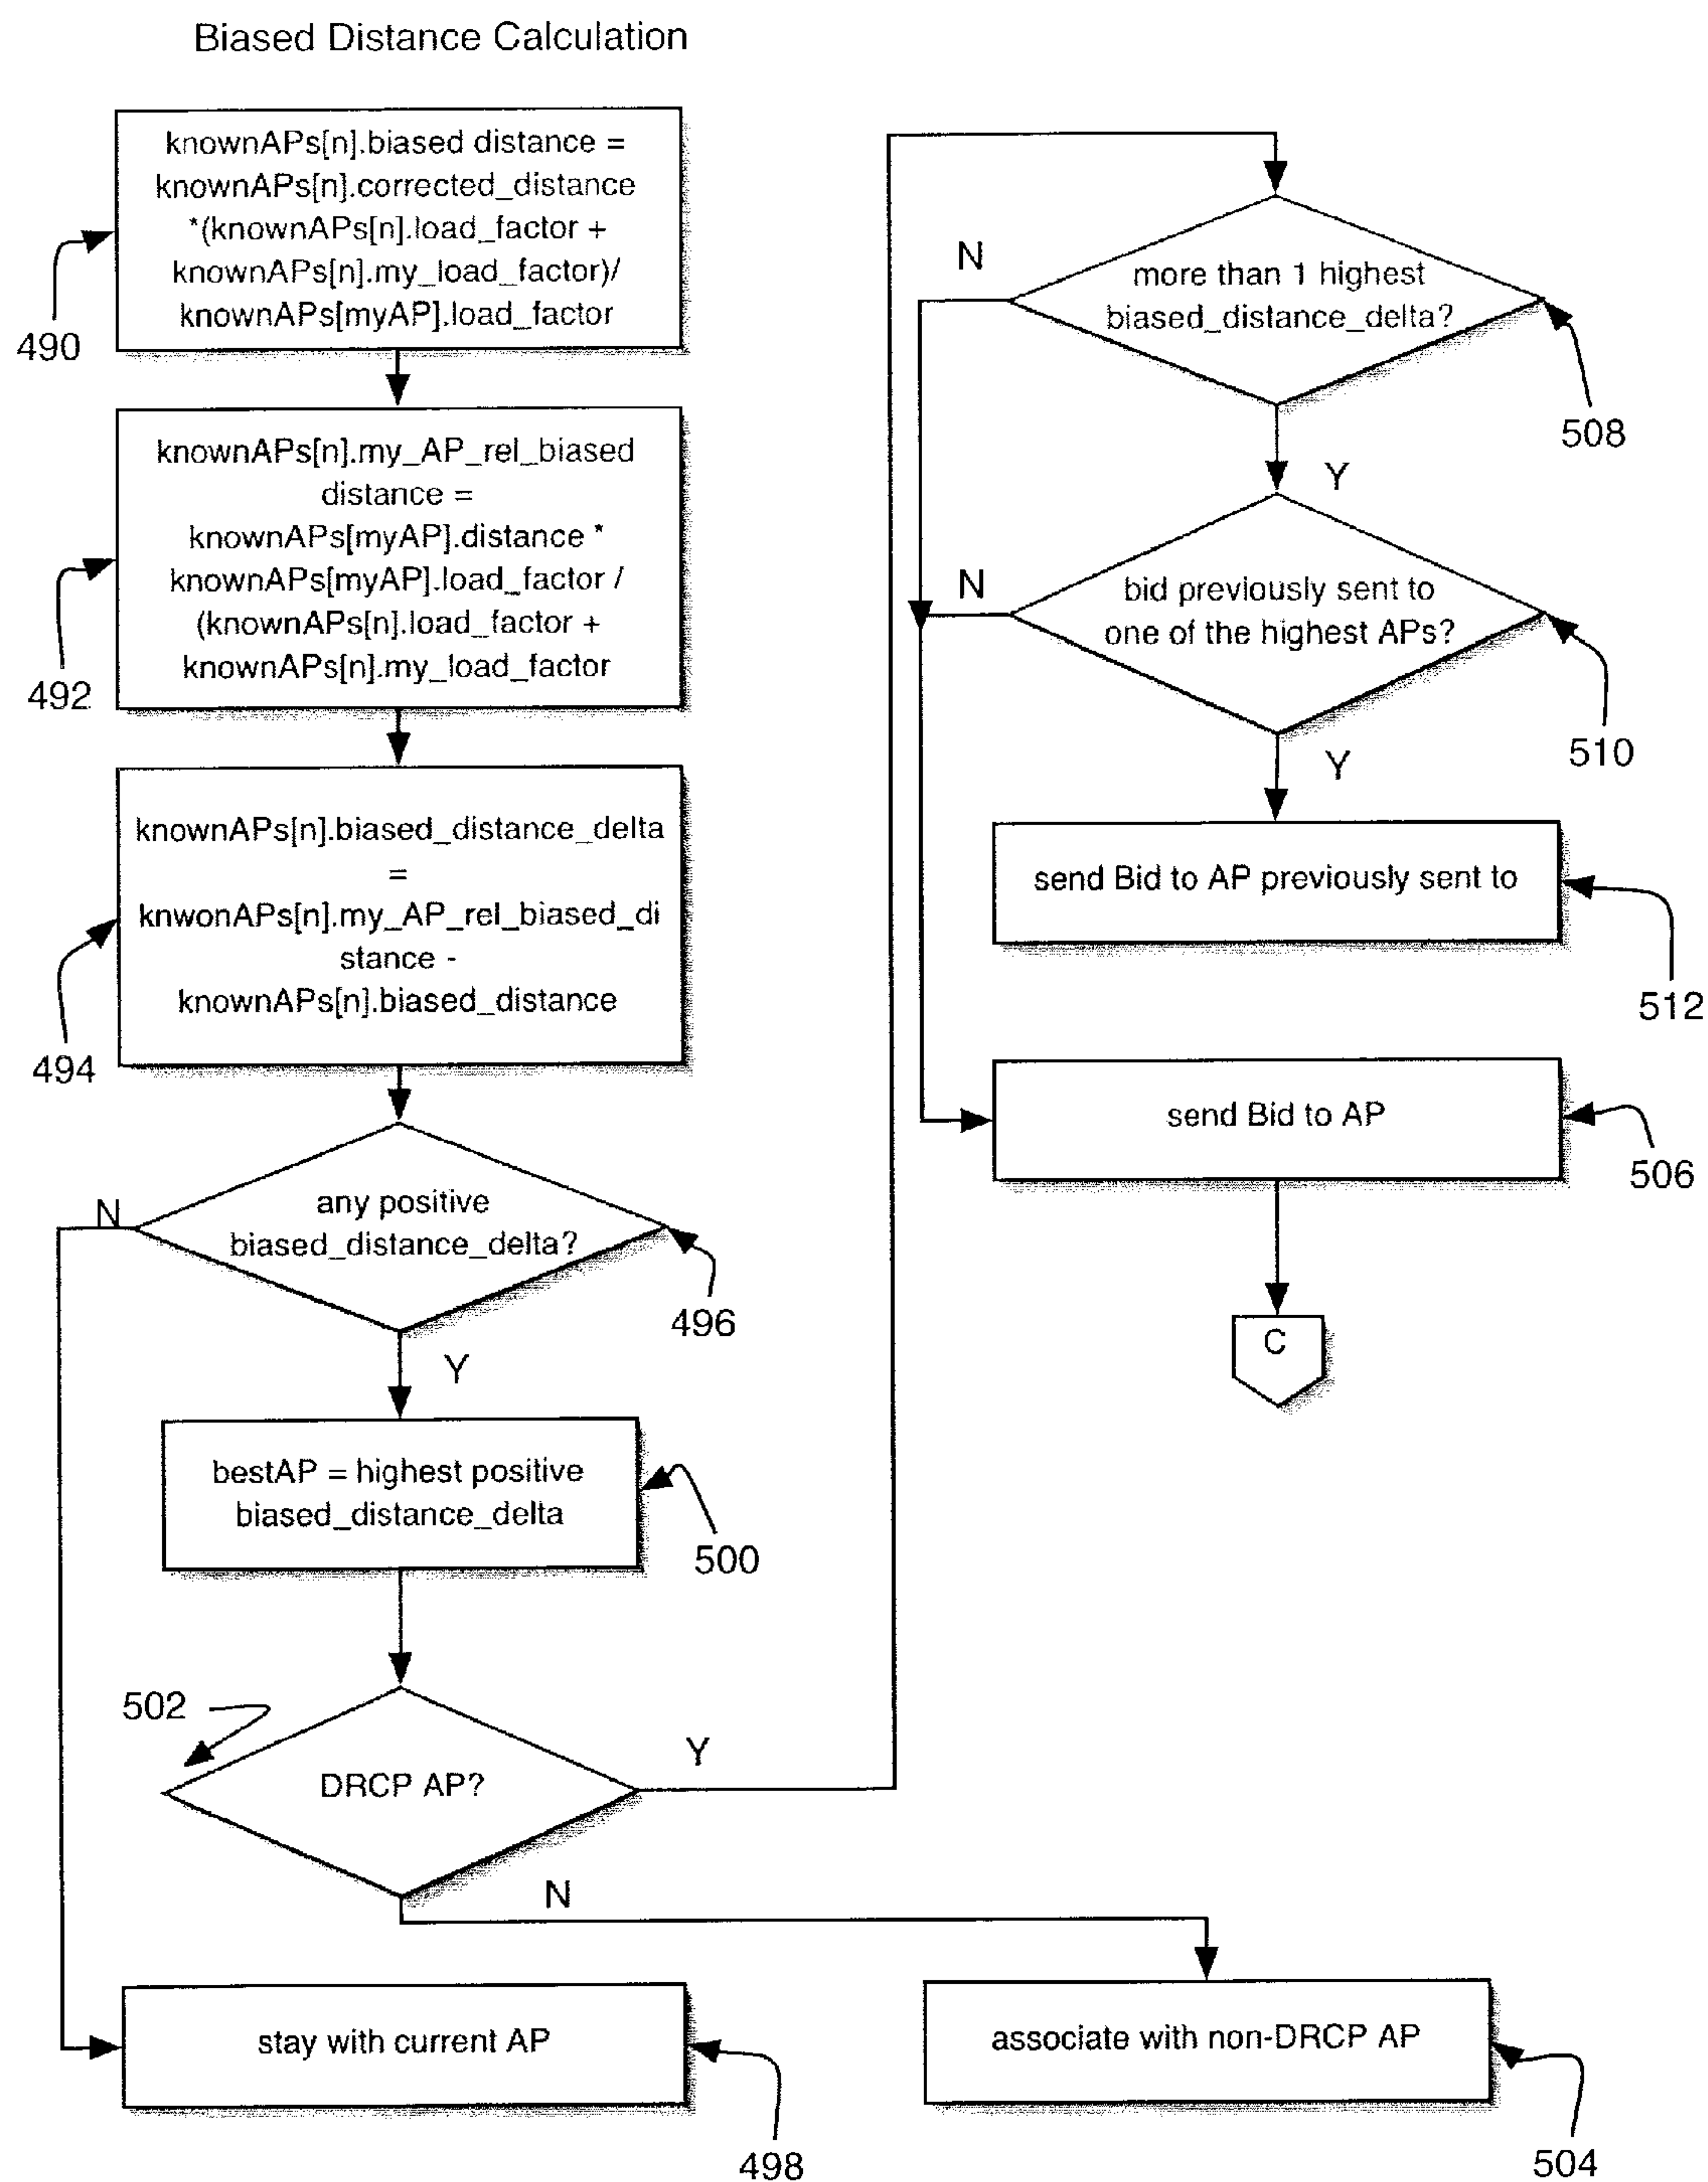 Biased Distance Calculation
knownAPs[n].biased distance =
knownAPs[n].corrected_distance
*(knownAPs[n].load_factor +
knownAPs[n].my_load_factor)/
knownAPs[myAP].load_factor
490
knownAPs[n].my_AP_rel_biased
distance =
knownAPs[myAP].distance *
knownAPs[myAP].load_factor /
(knownAPs[n].load_factor +
knownAPs[n].my_load_factor
492
knownAPs[n].biased_distance_delta
=
knwonAPs[n].my_AP_rel_biased_di
stance -
knownAPs[n].biased_distance
494
any positive
biased_distance_delta?
N
496
Y
bestAP = highest positive
biased_distance_delta
500
502
DRCP AP?
Y
N
stay with current AP
498
associate with non-DRCP AP
504
more than 1 highest
biased_distance_delta?
N
508
Y
bid previously sent to
one of the highest APs?
N
510
Y
send Bid to AP previously sent to
512
send Bid to AP
506
C